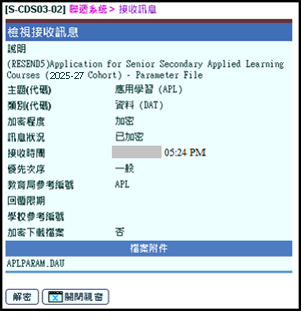 [S-CDS03-02] 聯遞系統 > 接收訊息
檢視接收訊息
說明
(RESEND5)Application for Senior Secondary Applied Learning
Courses (2025-27 Cohort) - Parameter File
主題(代碼) 應用學習 (APL)
類別(代碼) 資料 (DAT)
加密程度 加密
訊息狀況 已加密
接收時間 05:24 PM
優先次序 一般
教育局參考編號 APL
回覆限期
學校參考編號
加密下載檔案 否
檔案附件
APLPARAM.DAU
解密 關閉視窗